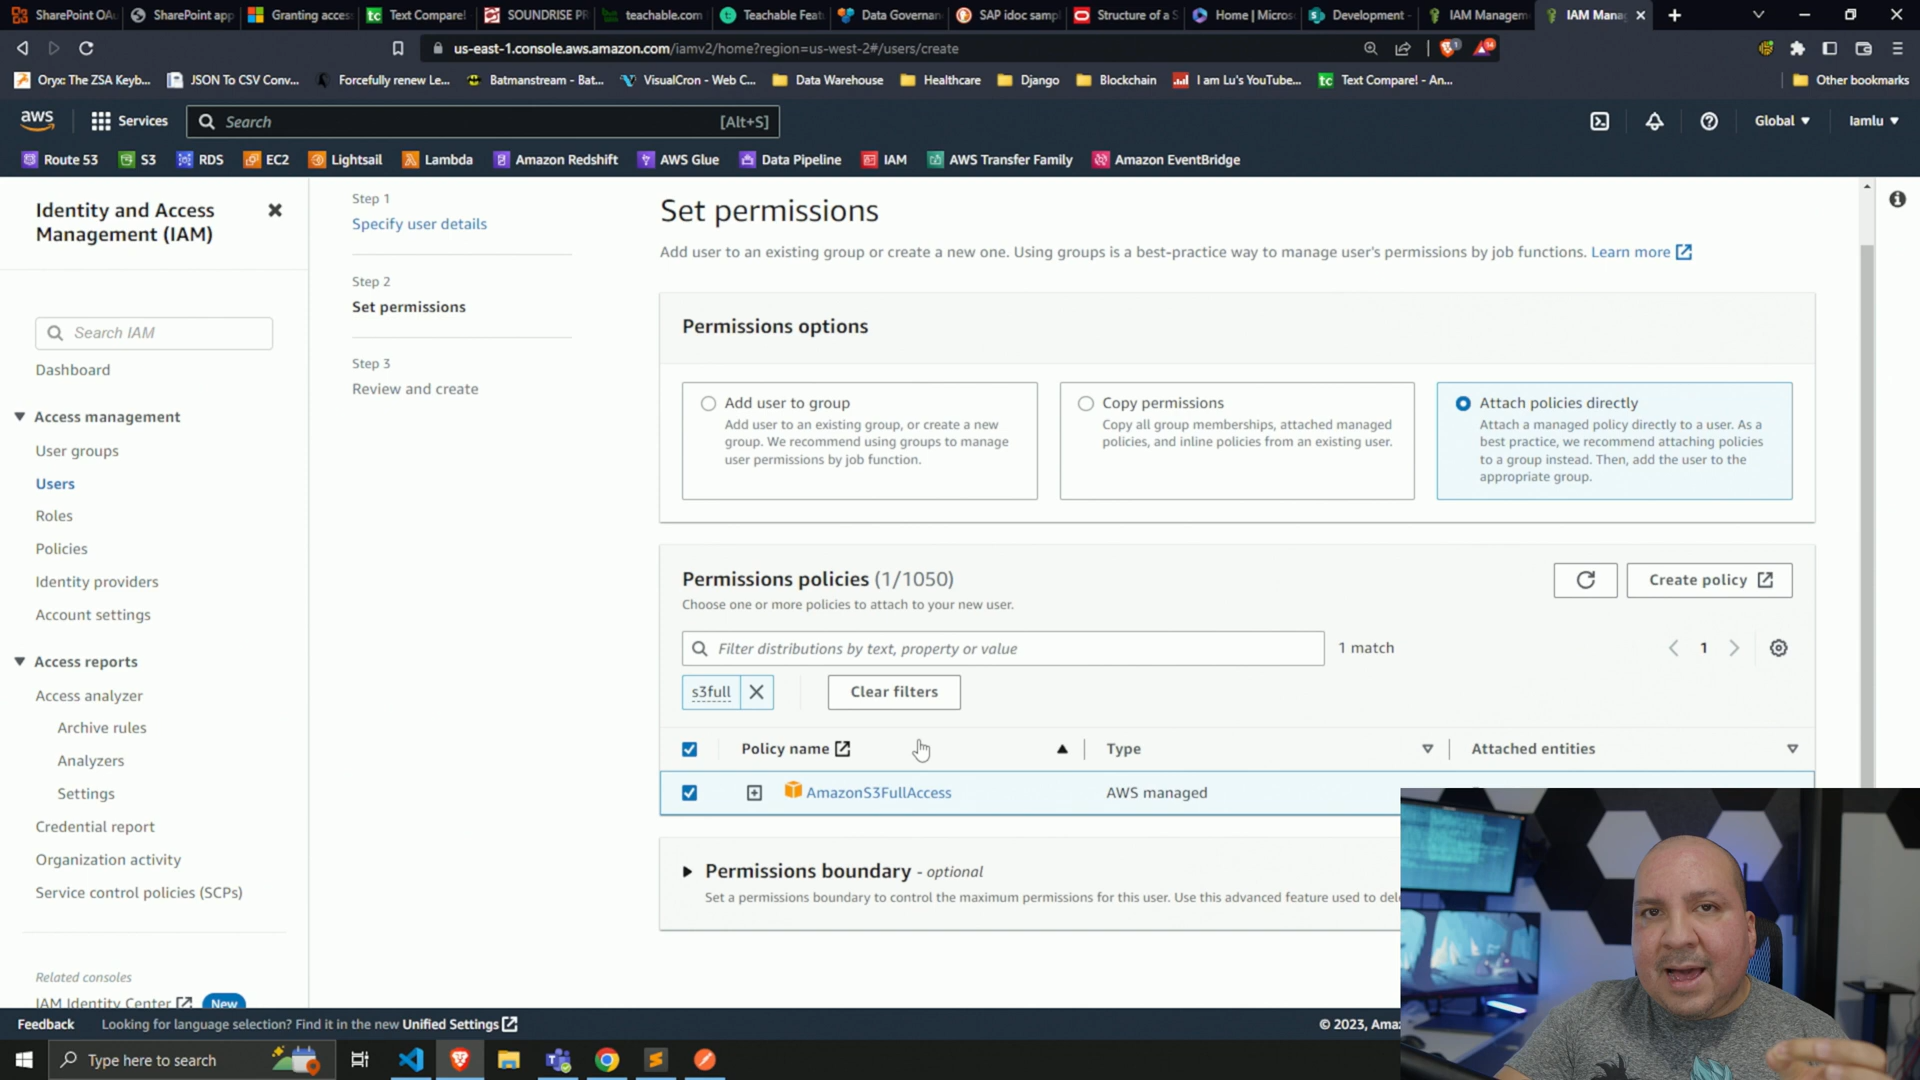 SharePoint OAu
SharePoint app
Granting acces
Text Compare!
SOUNDRISE PR
teachable.com
Teachable Feat
Data Governan
SAP idoc samp
Structure of a S
Home | Micros
Development -
IAM Managem
IAM Manag
us-east-1.console.aws.amazon.com/iamv2/home?region=us-west-2#/users/create
Oryx: The ZSA Keyb...
JSON To CSV Conv...
Forcefully renew Le...
Batmanstream - Bat...
VisualCron - Web C...
Data Warehouse
Healthcare
Django
Blockchain
I am Lu's YouTube...
Text Compare! - An...
Other bookmarks
aws
Services
Search
[Alt+S]
Global
Iamlu
Route 53
S3
RDS
EC2
Lightsail
Lambda
Amazon Redshift
AWS Glue
Data Pipeline
IAM
AWS Transfer Family
Amazon EventBridge
Identity and Access
Management (IAM)
Search IAM
Dashboard
Access management
User groups
Users
Roles
Policies
Identity providers
Account settings
Access reports
Access analyzer
Archive rules
Analyzers
Settings
Credential report
Organization activity
Service control policies (SCPs)
Related consoles
IAM Identity Center
New
Step 1
Specify user details
Step 2
Set permissions
Step 3
Review and create
Set permissions
Add user to an existing group or create a new one. Using groups is a best-practice way to manage user's permissions by job functions. Learn more
Permissions options
Add user to group
Add user to an existing group, or create a new
group. We recommend using groups to manage
user permissions by job function.
Copy permissions
Copy all group memberships, attached managed
policies, and inline policies from an existing user.
Attach policies directly
Attach a managed policy directly to a user. As a
best practice, we recommend attaching policies
to a group instead. Then, add the user to the
appropriate group.
Permissions policies (1/1050)
Choose one or more policies to attach to your new user.
Create policy
Filter distributions by text, property or value
1 match
1
s3full
Clear filters
Policy name
Type
Attached entities
AmazonS3FullAccess
AWS managed
Permissions boundary - optional
Set a permissions boundary to control the maximum permissions for this user. Use this advanced feature used to del
Feedback
Looking for language selection? Find it in the new Unified Settings
© 2023, Ama
Type here to search